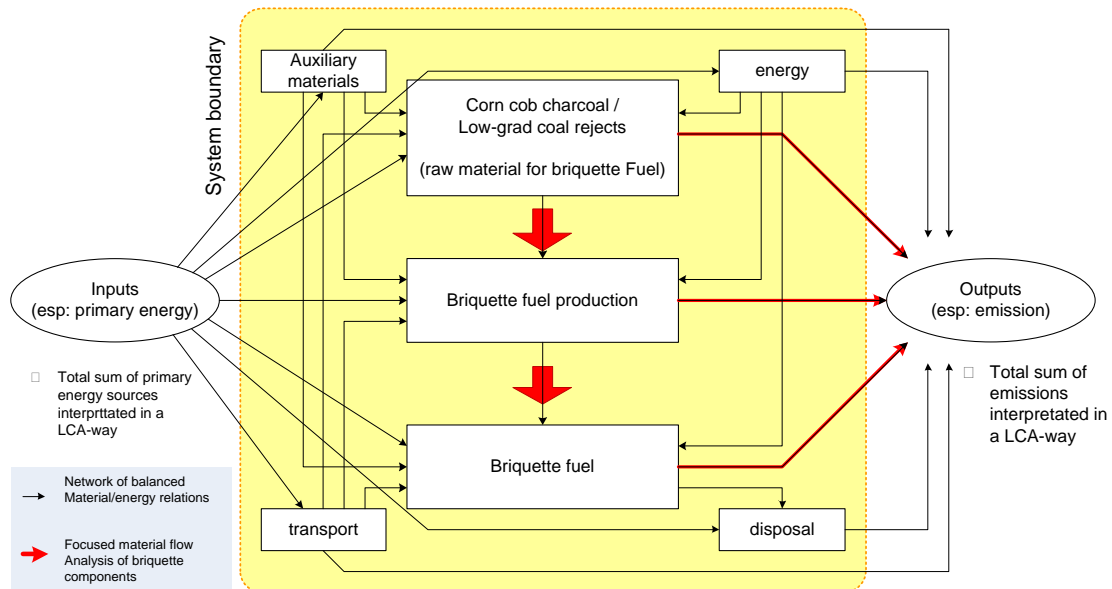 System boundary
Auxiliary
materials
energy
Corn cob charcoal /
Low-grad coal rejects
(raw material for briquette Fuel)
Inputs
(esp: primary energy)
Briquette fuel production
Outputs
(esp: emission)
Total sum of primary
energy sources
interprttated in a
LCA-way
Total sum of
emissions
interpretated in
a LCA-way
Briquette fuel
Network of balanced
Material/energy relations
transport
disposal
Focused material flow
Analysis of briquette
components